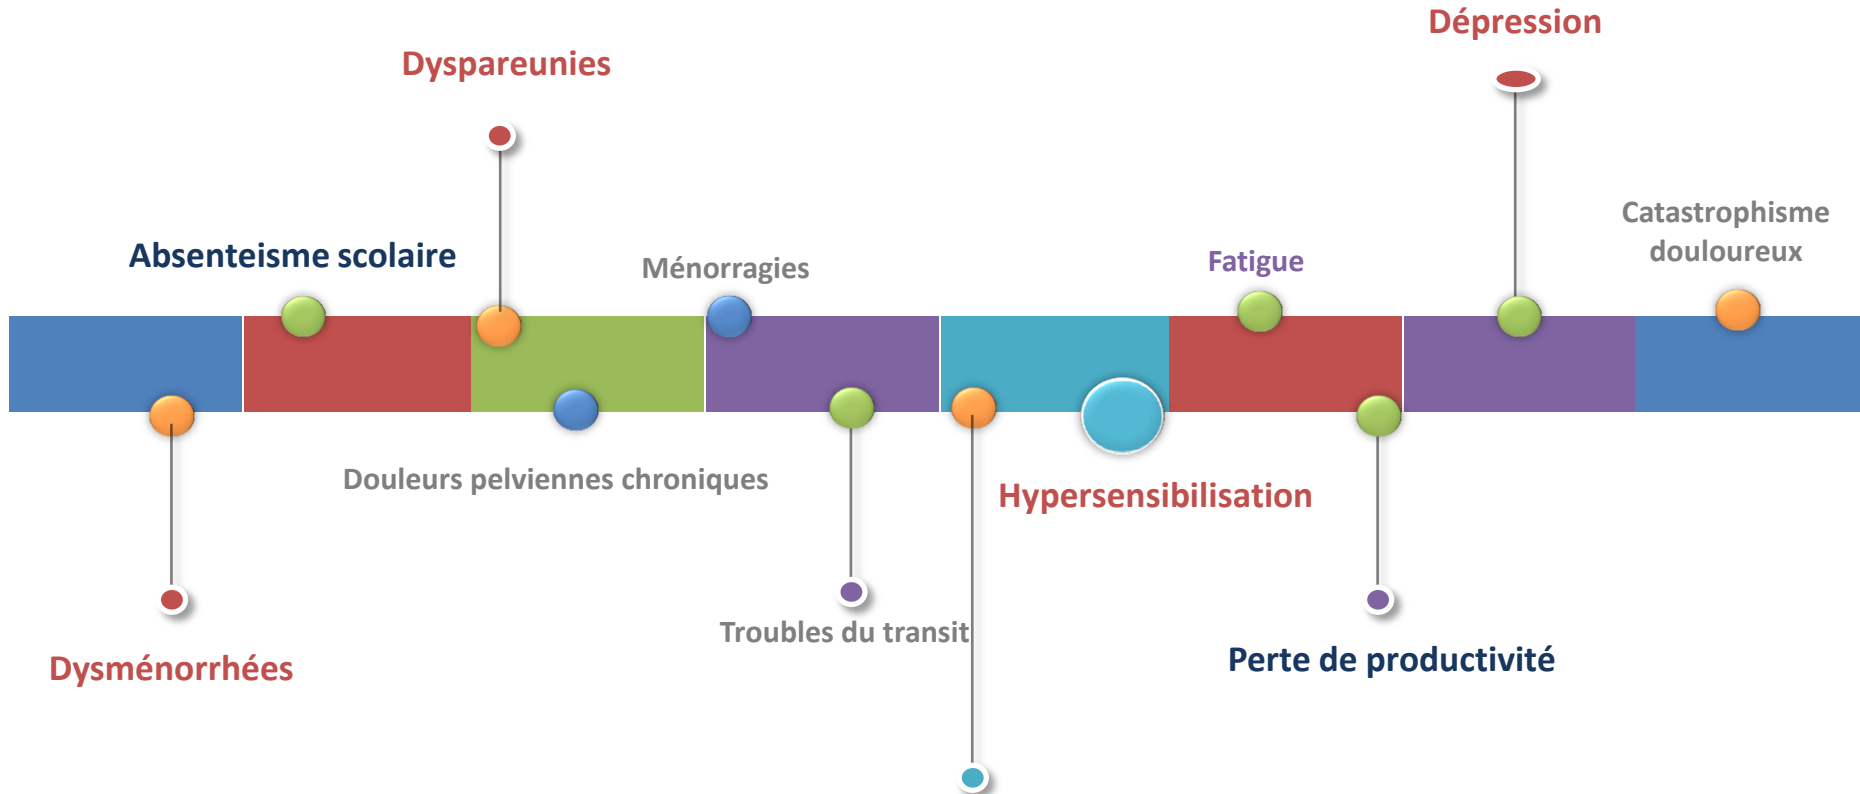 Dépression
Dyspareunies
Catastrophisme
douloureux
Absenteisme scolaire
Ménorragies
Fatigue
Douleurs pelviennes chroniques
Hypersensibilisation
Troubles du transit
Perte de productivité
Dysménorrhées